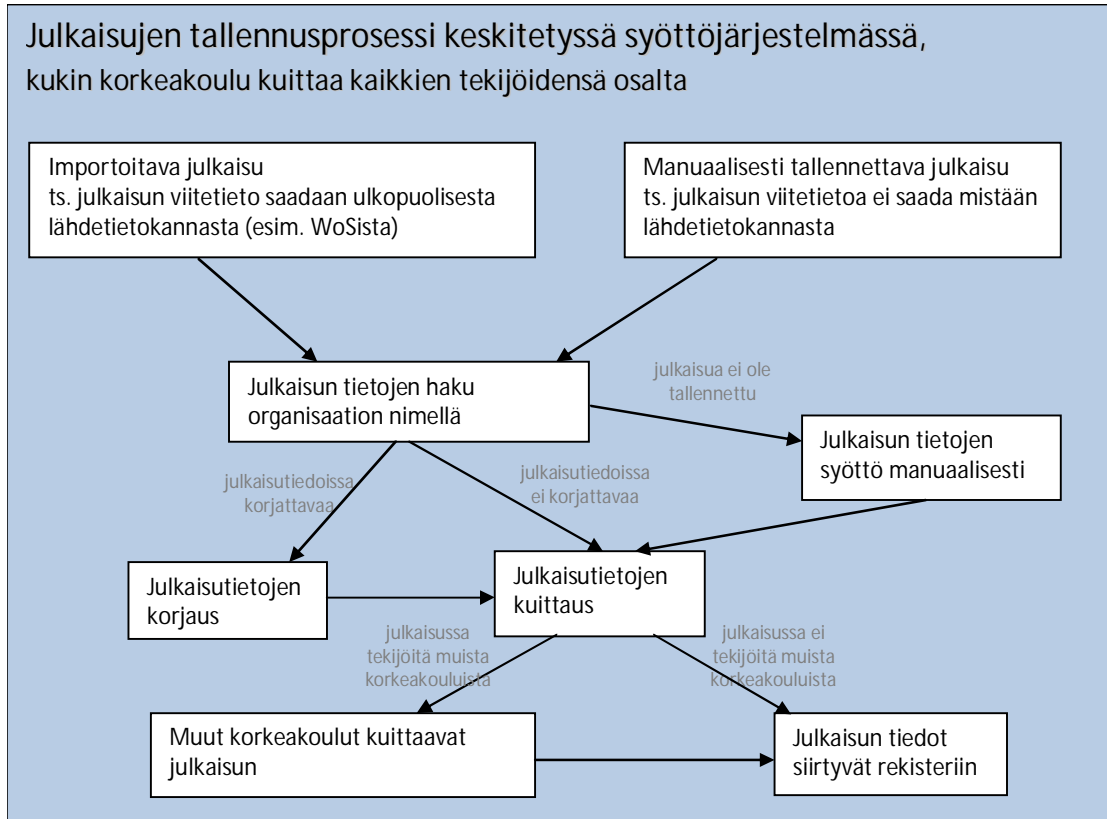 Julkaisujen tallennusprosessi keskitetyssä syöttöjärjestelmässä,
kukin korkeakoulu kuittaa kaikkien tekijöidensä osalta
Importoitava julkaisu
ts. julkaisun viitetieto saadaan ulkopuolisesta
lähdetietokannasta (esim. WoSista)
Manuaalisesti tallennettava julkaisu
ts. julkaisun viitetietoa ei saada mistään
lähdetietokannasta
Julkaisun tietojen haku
organisaation nimellä
julkaisua ei ole
tallennettu
Julkaisun tietojen
syöttö manuaalisesti
julkaisutiedoissa
korjattavaa
julkaisutiedoissa
ei korjattavaa
Julkaisutietojen
korjaus
Julkaisutietojen
kuittaus
julkaisussa
tekijöitä muista
korkeakouluista
julkaisussa ei
tekijöitä muista
korkeakouluista
Muut korkeakoulut kuittaavat
julkaisun
Julkaisun tiedot
siirtyvät rekisteriin